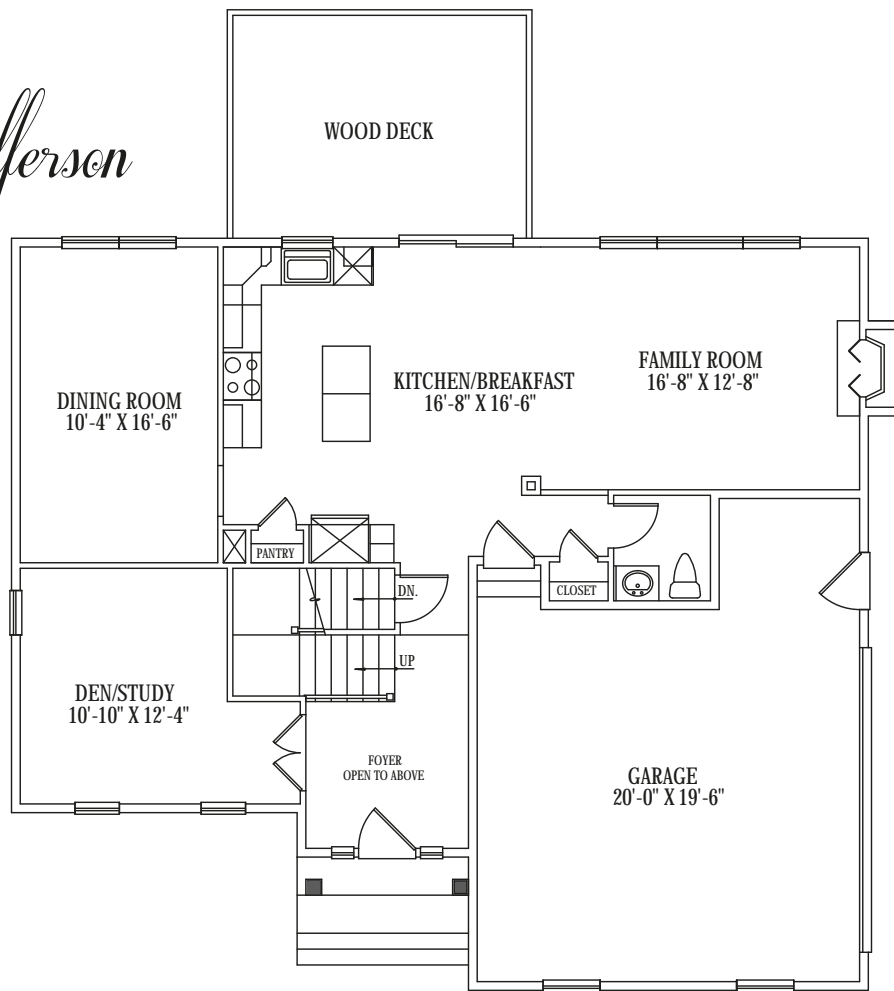 WOOD DECK
fferson
DINING ROOM
10'-4" X 16'-6"
KITCHEN/BREAKFAST
16'-8" X 16'-6"
FAMILY ROOM
16'-8" X 12'-8"
PANTRY
DN.
CLOSET
UP
DEN/STUDY
10'-10" X 12'-4"
FOYER
OPEN TO ABOVE
GARAGE
20'-0" X 19'-6"